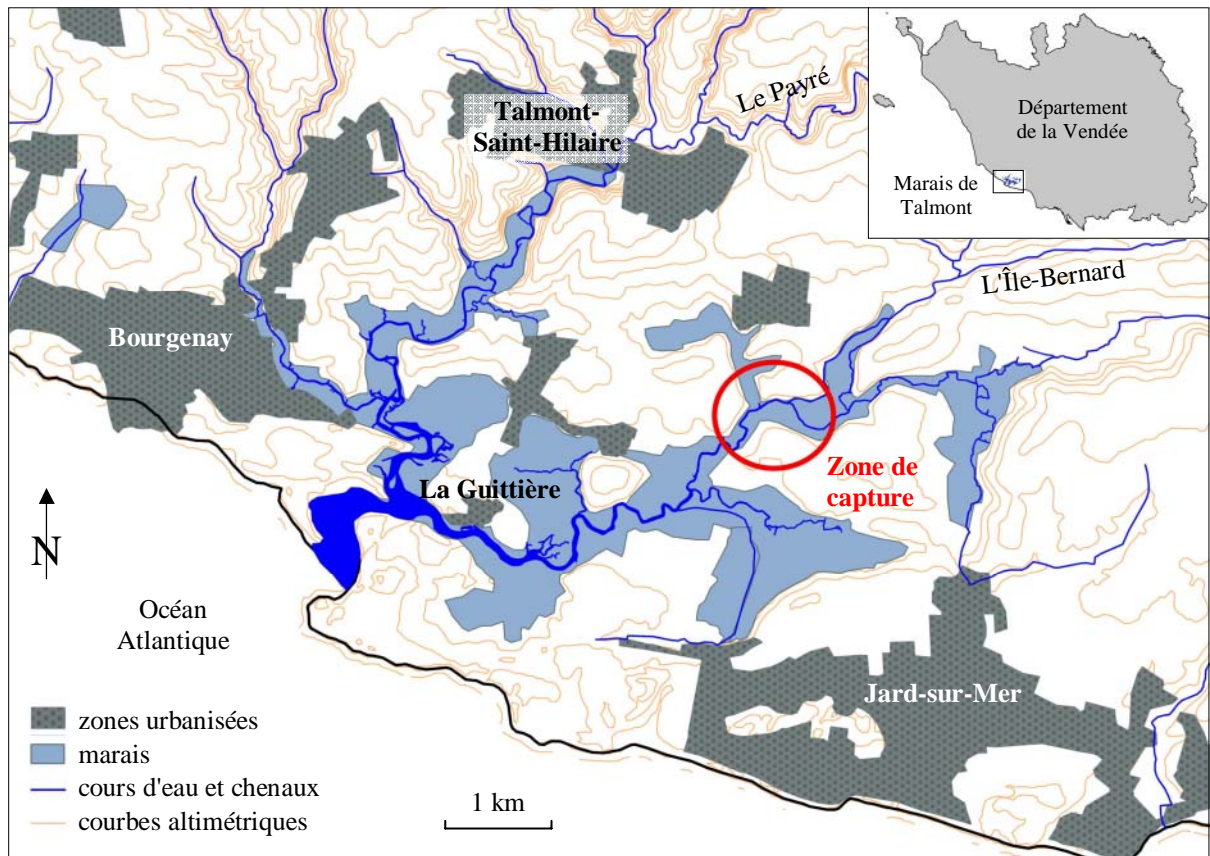 Le Payré
Talmont-
Saint-Hilaire
Département
de la Vendée
Marais de
Talmont
L'Île-Bernard
Bourgenay
Zone de
capture
La Guittière
N
Océan
Atlantique
Jard-sur-Mer
zones urbanisées
marais
cours d'eau et chenaux
courbes altimétriques
1 km